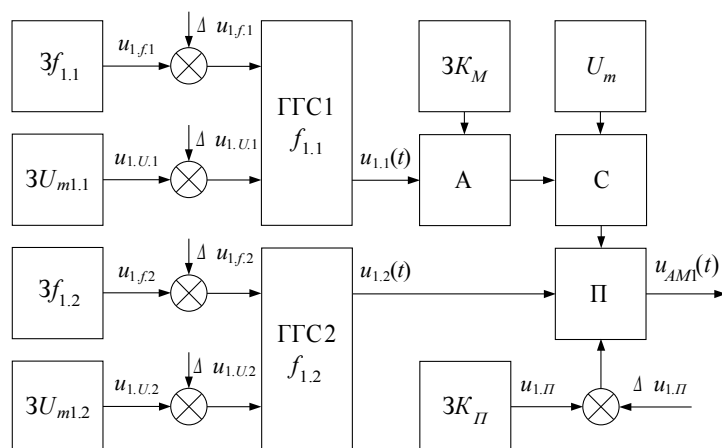 Δ u1.f.1
u1.f.1
Зf1.1
ЗKМ
Um
ГГС1
f1.1
Δ u1.U.1
u1.U.1
ЗUm1.1
u1.1(t)
А
С
Δ u1.f.2
u1.f.2
Зf1.2
u1.2(t)
П
uАМ1(t)
ГГС2
f1.2
Δ u1.U.2
u1.U.2
ЗUm1.2
ЗKП
u1.П
Δ u1.П